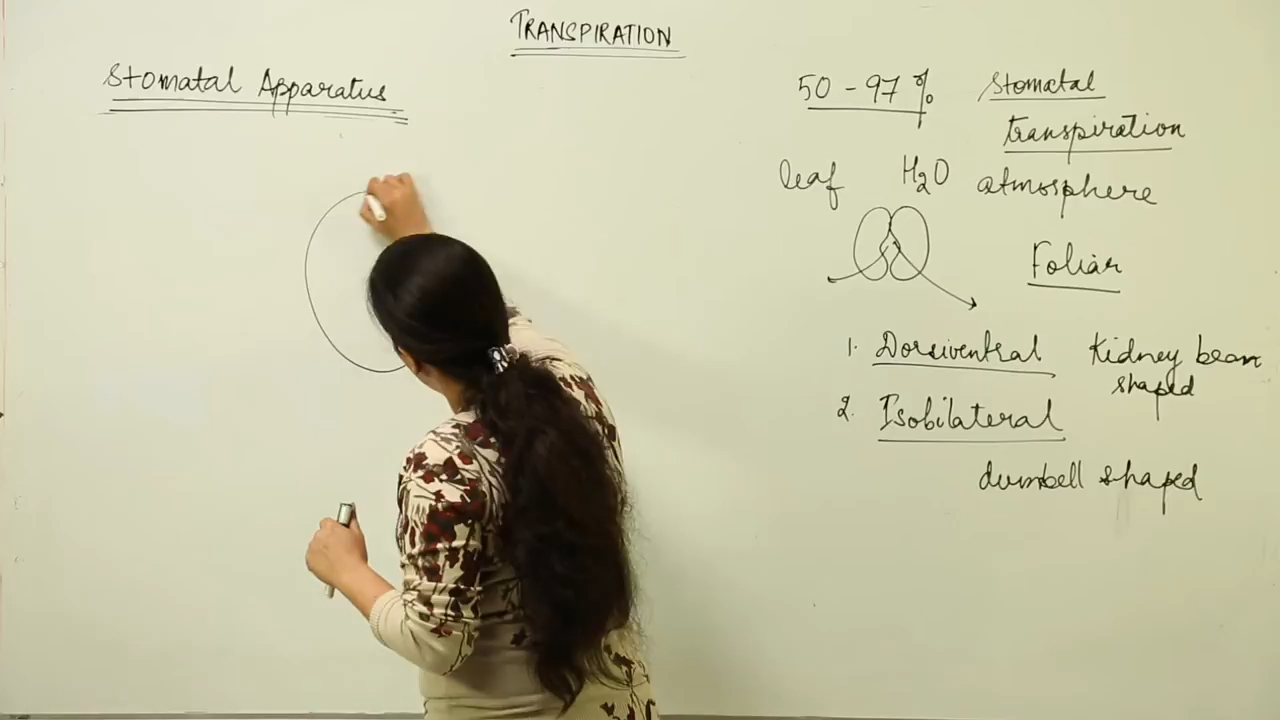 TRANSPIRATION
Stomatal Apparatus
50 - 97 % Stomatal
transpiration
leaf H₂O atmosphere
Foliar
1. Dorsiventral Kidney bean
shaped
2. Isobilateral
dumbell shaped